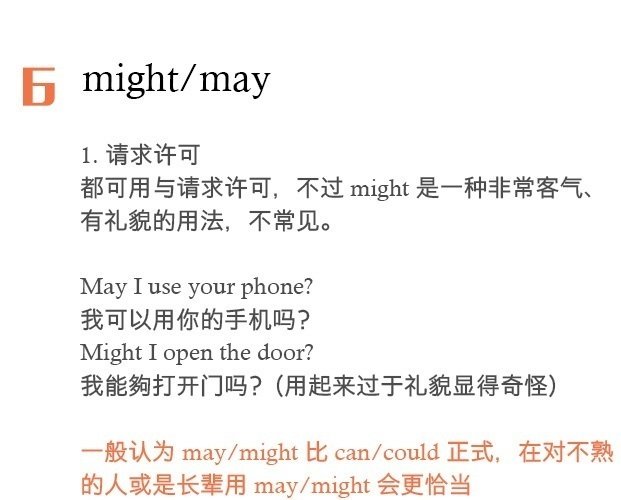 6 might/may
1. 请求许可
都可用与请求许可，不过 might 是一种非常客气、
有礼貌的用法，不常见。
May I use your phone?
我可以用你的手机吗？
Might I open the door?
我能夠打开门吗？（用起来过于礼貌显得奇怪）
一般认为 may/might 比 can/could 正式，在对不熟
的人或是长辈用 may/might 会更恰当